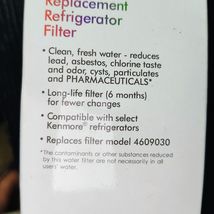 Replacement
Refrigerator
Filter
• Clean, fresh water - reduces
lead, asbestos, chlorine taste
and odor, cysts, particulates
and PHARMACEUTICALS*
• Long-life filter (6 months)
for fewer changes
• Compatible with select
Kenmore® refrigerators
• Replaces filter model 4609030
*The contaminants or other substances reduced
by this water filter are not necessarily in all
users' water.